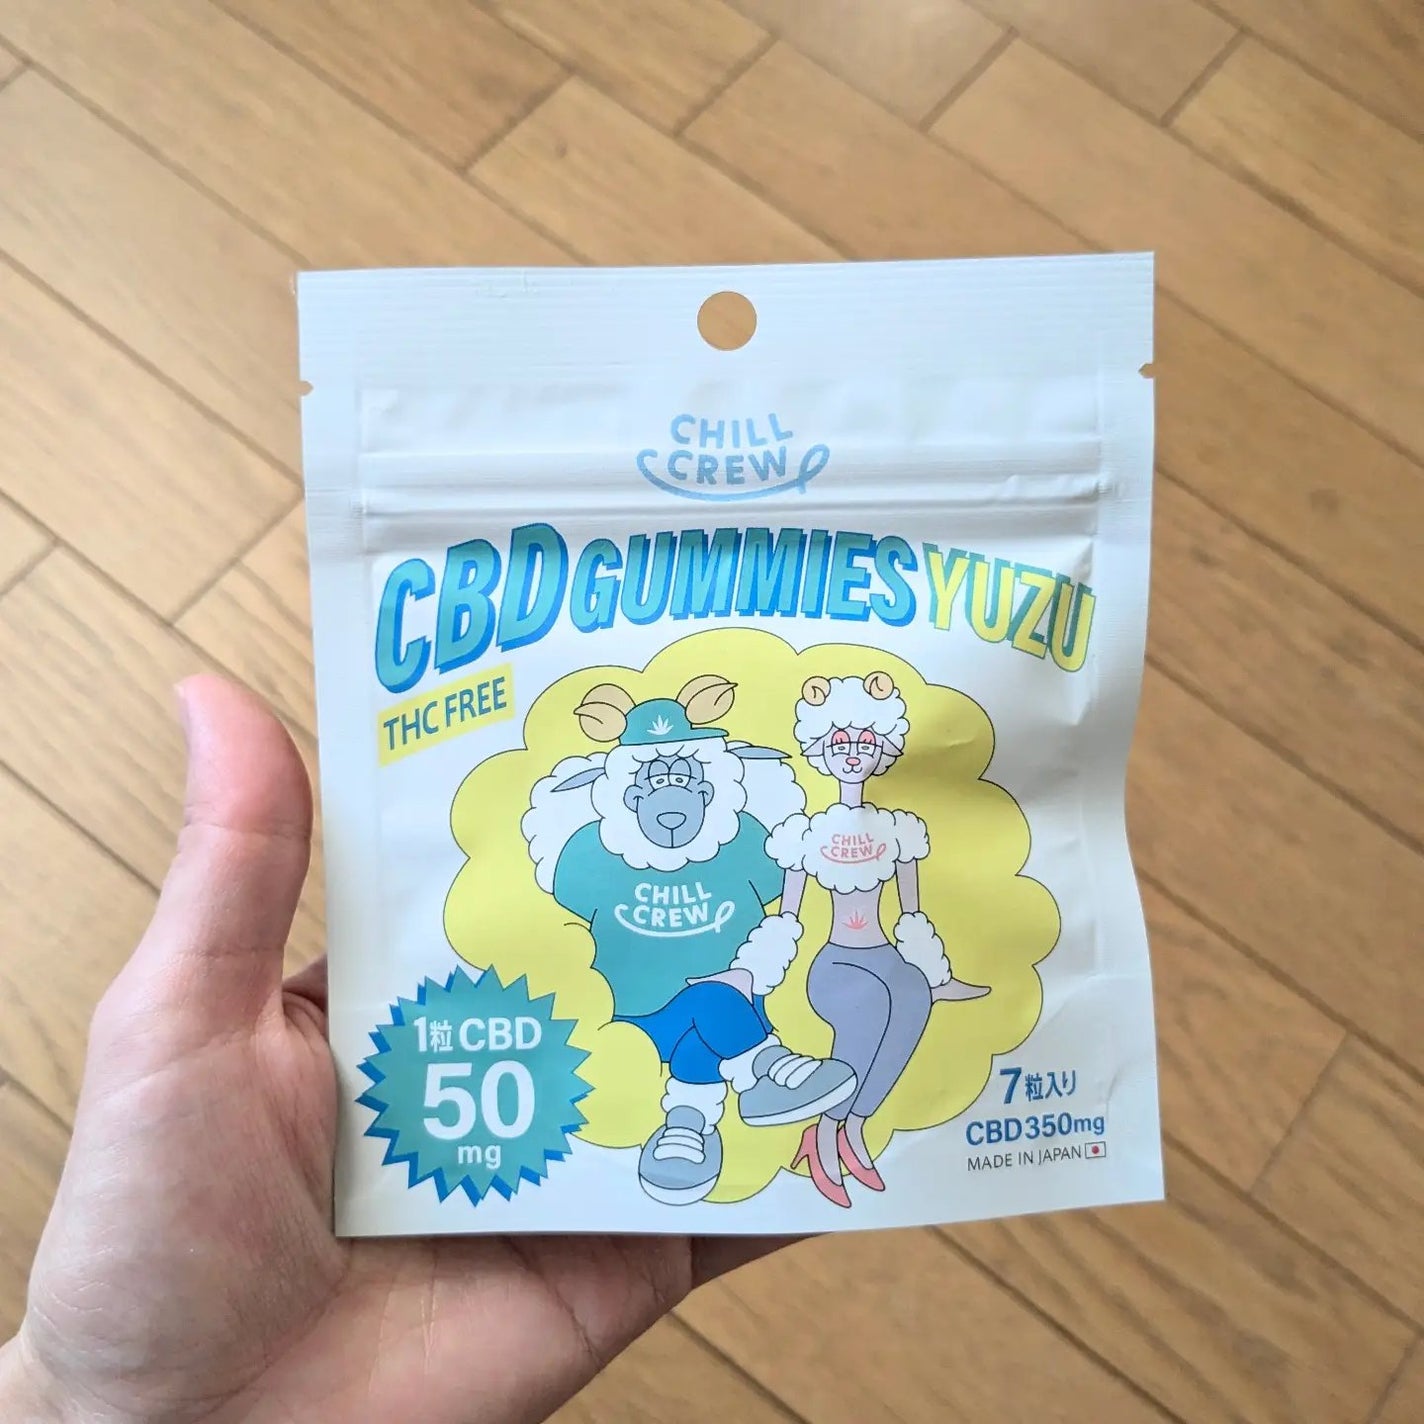 CHILL
CREW
CBD GUMMIES YUZU
THC FREE
CHILL
CREW
CHILL
CREW
1粒 CBD
50
mg
7粒入り
CBD350mg
MADE IN JAPAN